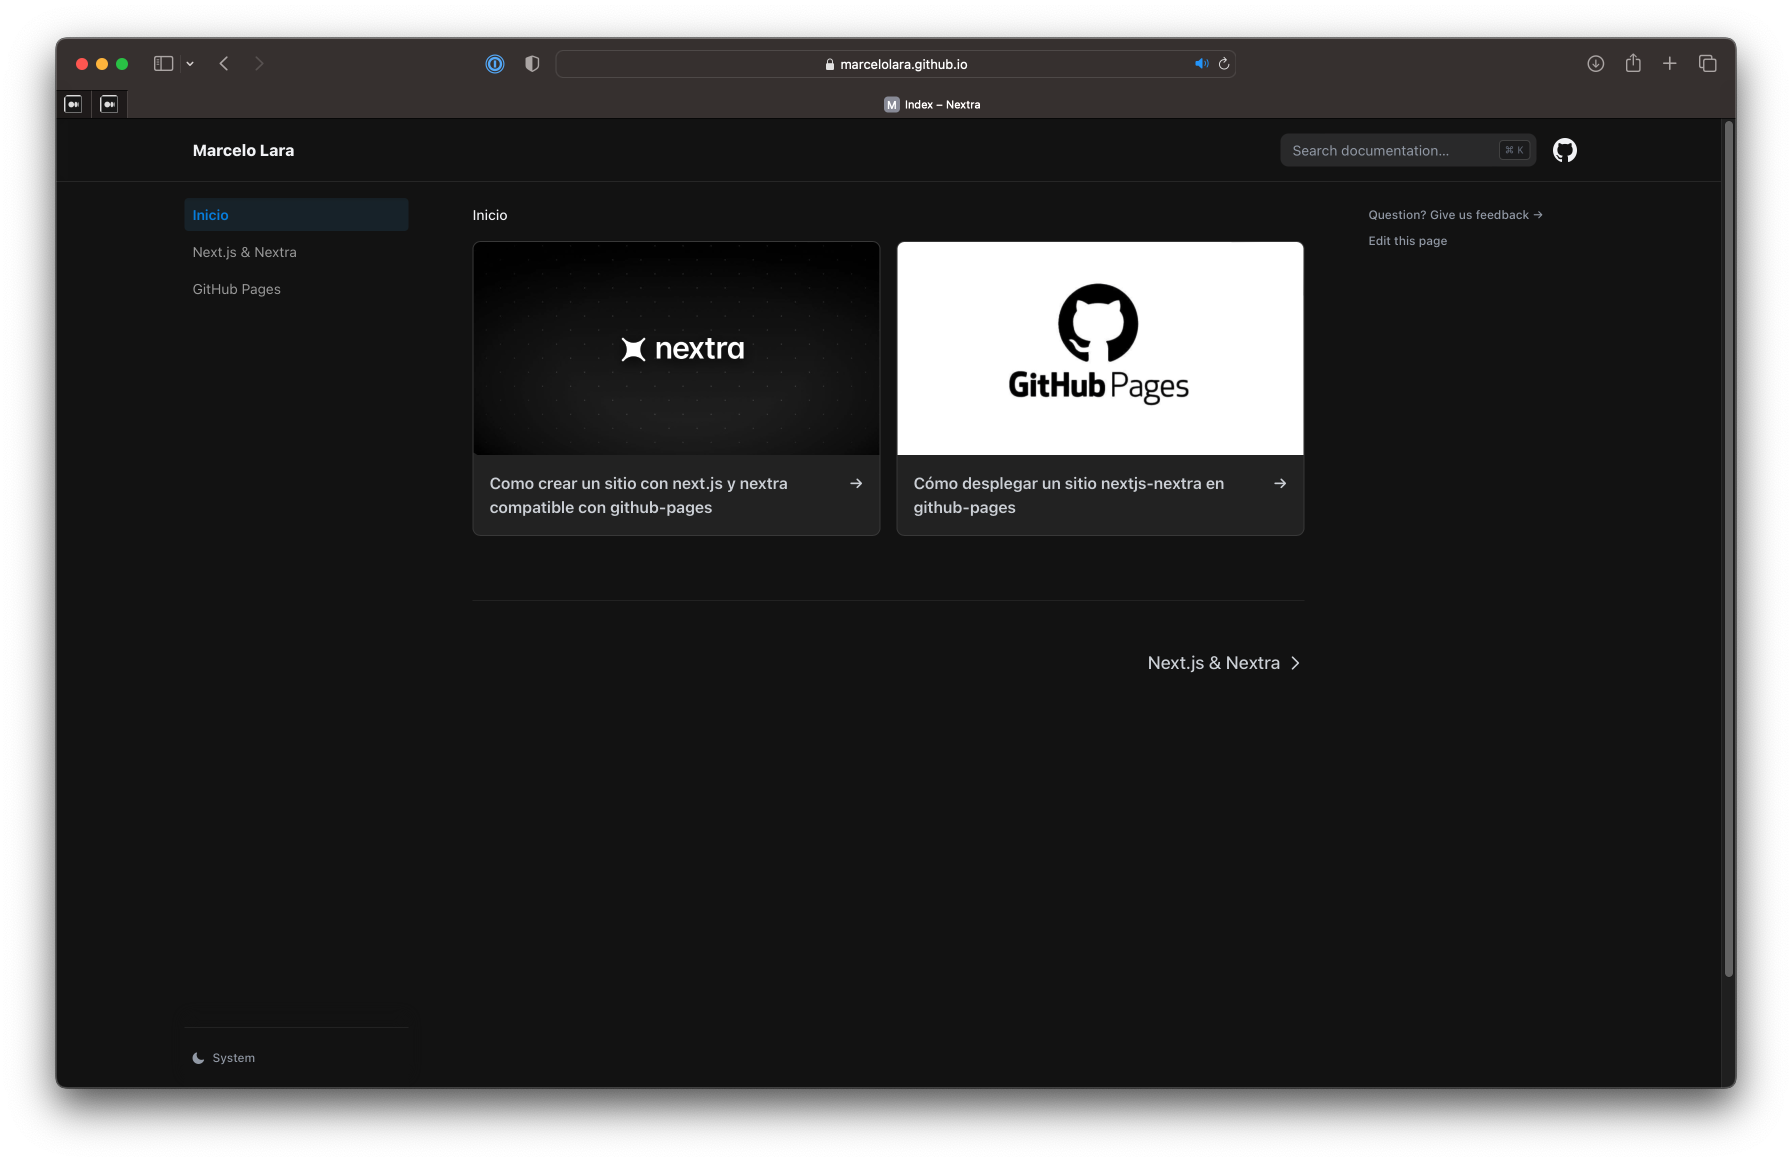 marcelolara.github.io
M Index – Nextra
Marcelo Lara
Search documentation...
⌘ K
Inicio
Next.js & Nextra
GitHub Pages
Inicio
nextra
Como crear un sitio con next.js y nextra →
compatible con github-pages
GitHub Pages
Cómo desplegar un sitio nextjs-nextra en →
github-pages
Next.js & Nextra
Question? Give us feedback →
Edit this page
System